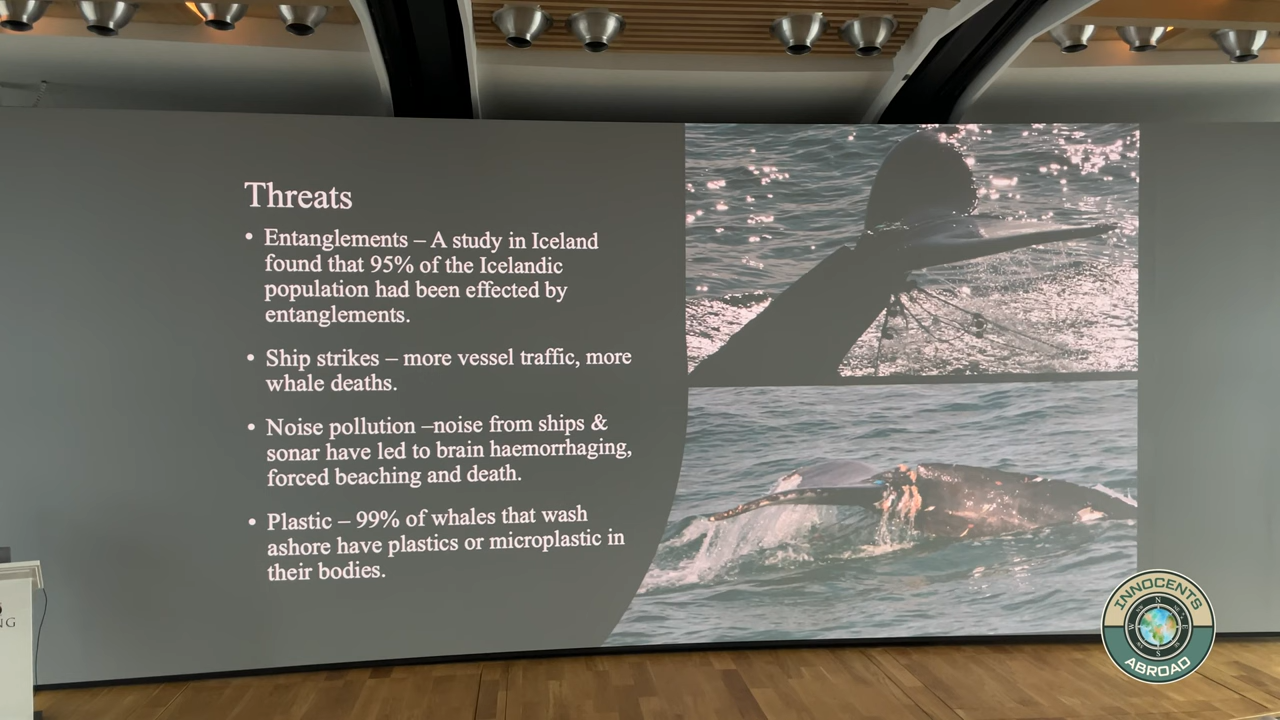 Threats
• Entanglements – A study in Iceland
found that 95% of the Icelandic
population had been effected by
entanglements.
• Ship strikes – more vessel traffic, more
whale deaths.
• Noise pollution –noise from ships &
sonar have led to brain haemorrhaging,
forced beaching and death.
• Plastic – 99% of whales that wash
ashore have plastics or microplastic in
their bodies.
NG
INNOCENTS
N
W E
S
ABROAD